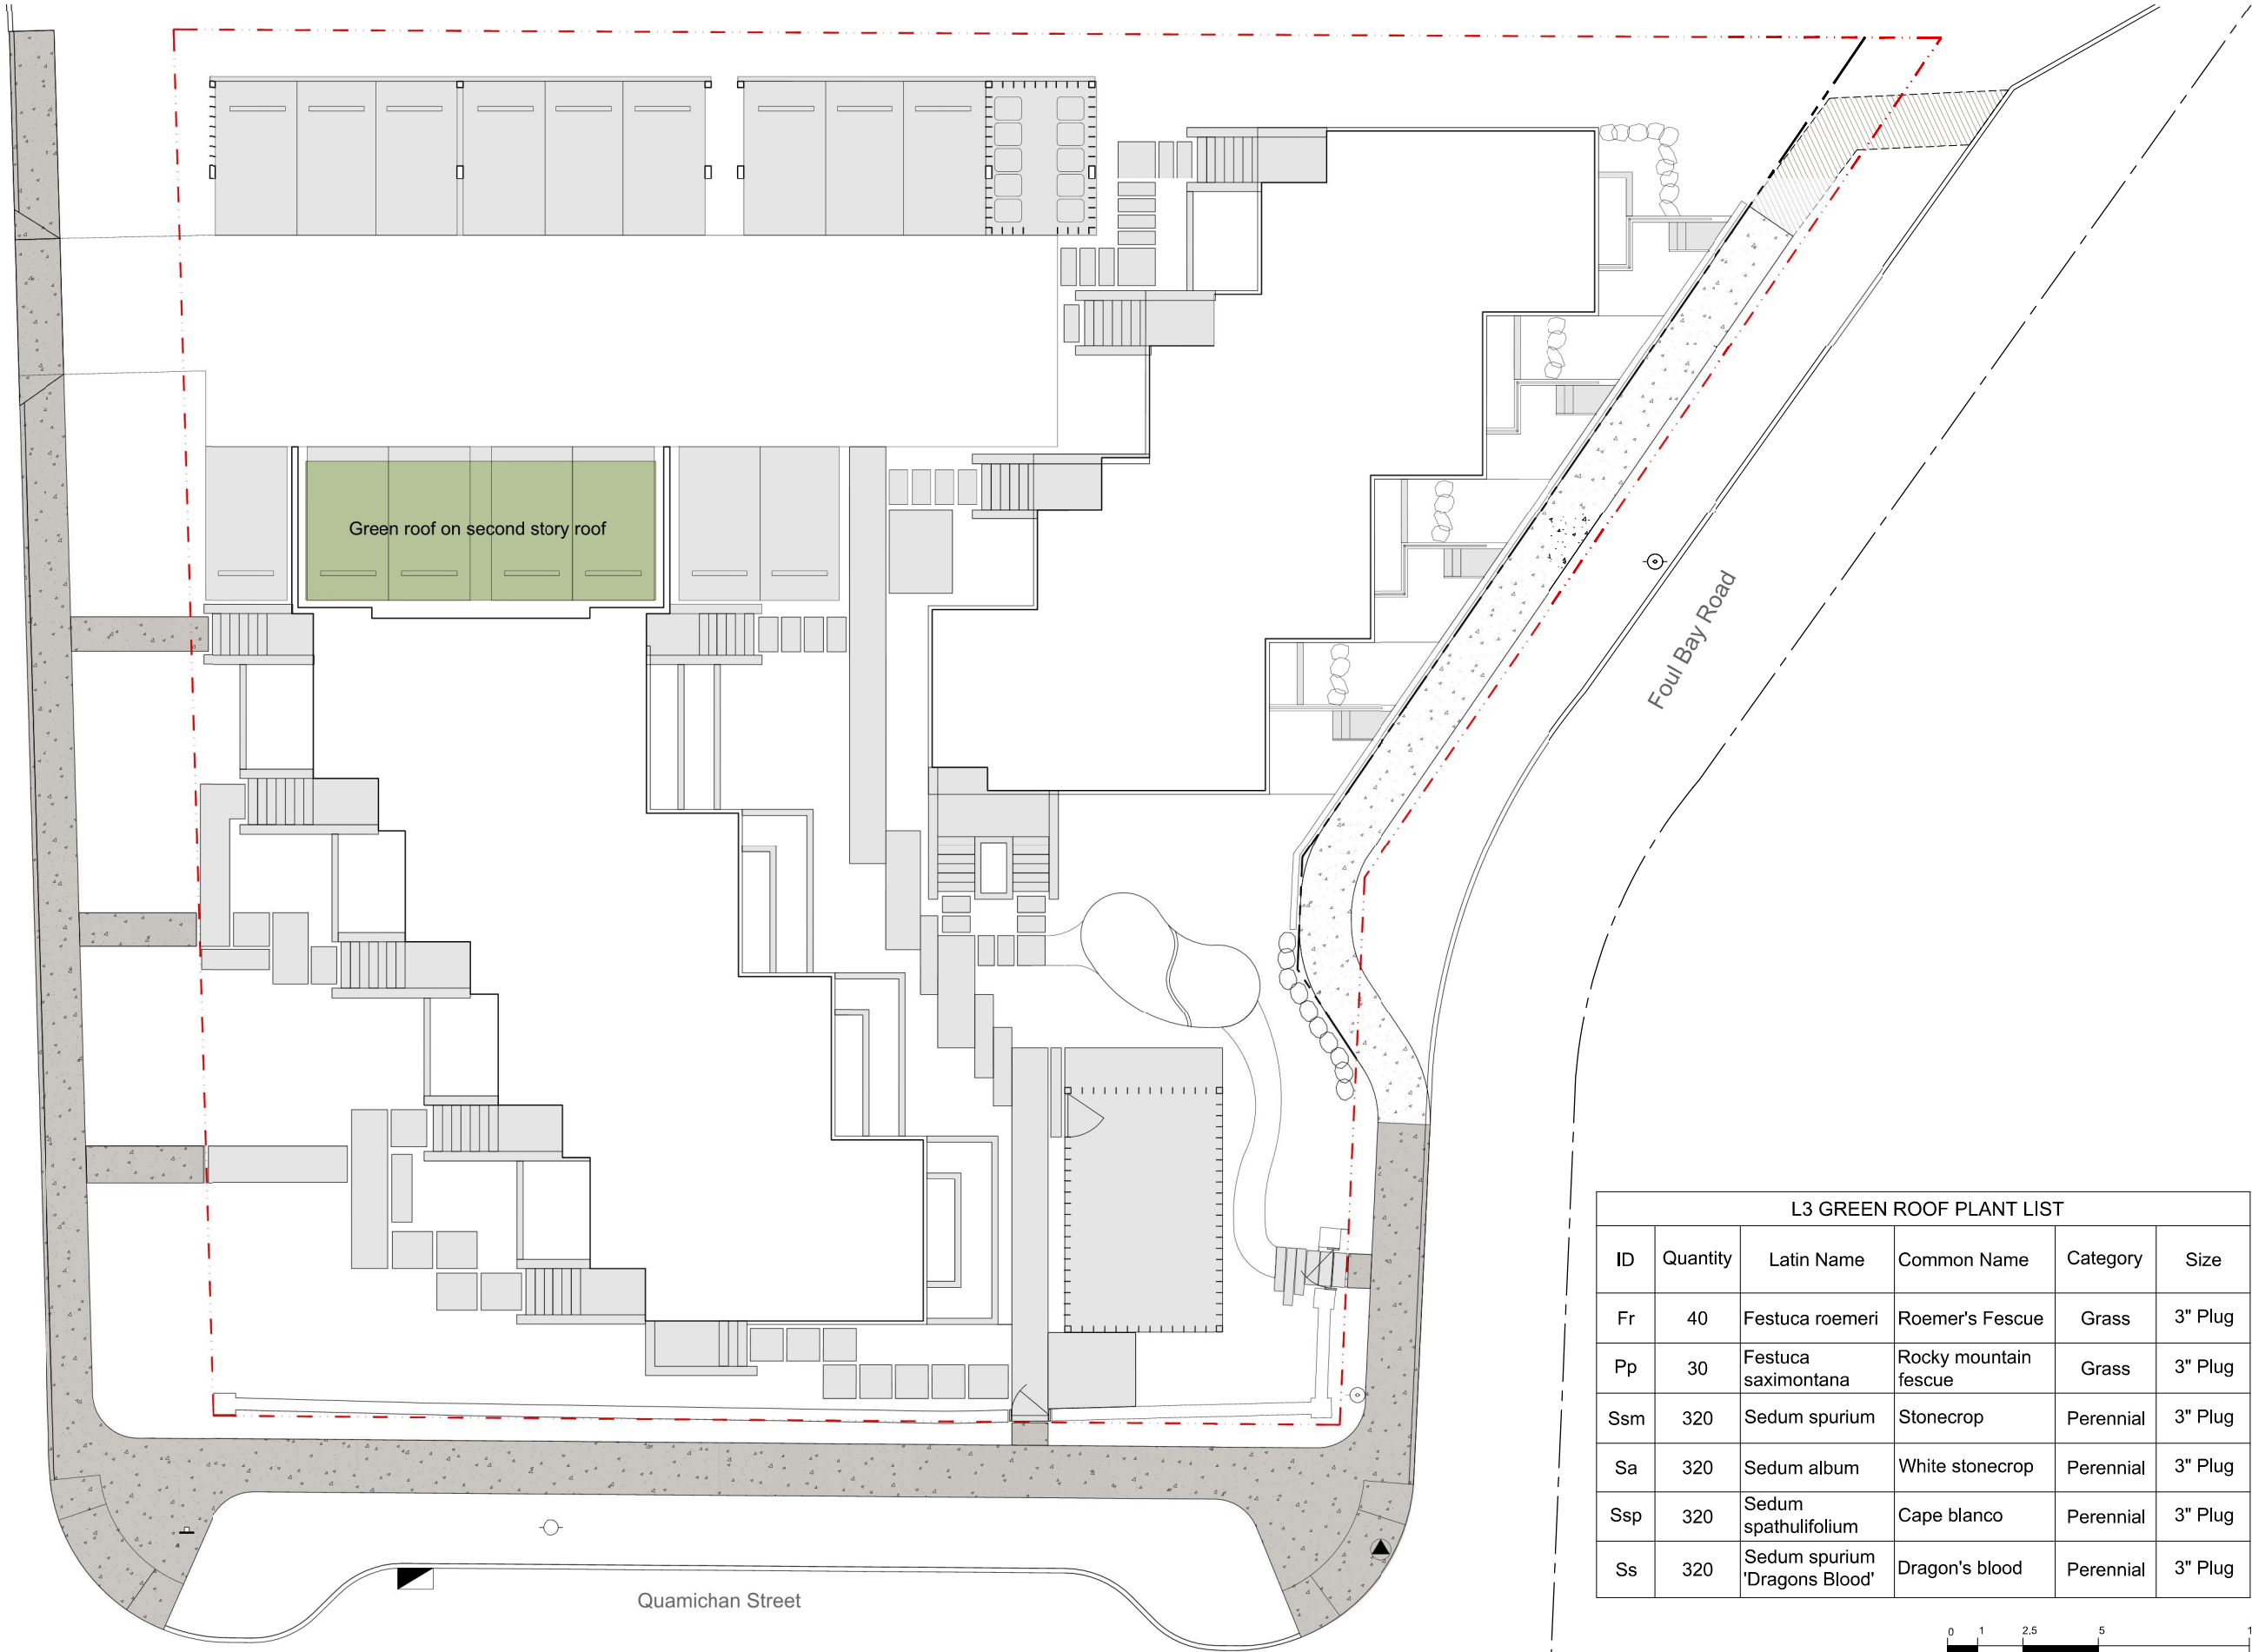 Green roof on second story roof
Foul Bay Road
L3 GREEN ROOF PLANT LIST
ID Quantity Latin Name Common Name Category Size
Fr 40 Festuca roemeri Roemer's Fescue Grass 3" Plug
Pp 30 Festuca saximontana Rocky mountain fescue Grass 3" Plug
Ssm 320 Sedum spurium Stonecrop Perennial 3" Plug
Sa 320 Sedum album White stonecrop Perennial 3" Plug
Ssp 320 Sedum spathulifolium Cape blanco Perennial 3" Plug
Ss 320 Sedum spurium 'Dragons Blood' Dragon's blood Perennial 3" Plug
Quamichan Street
0 1 2.5 5 1